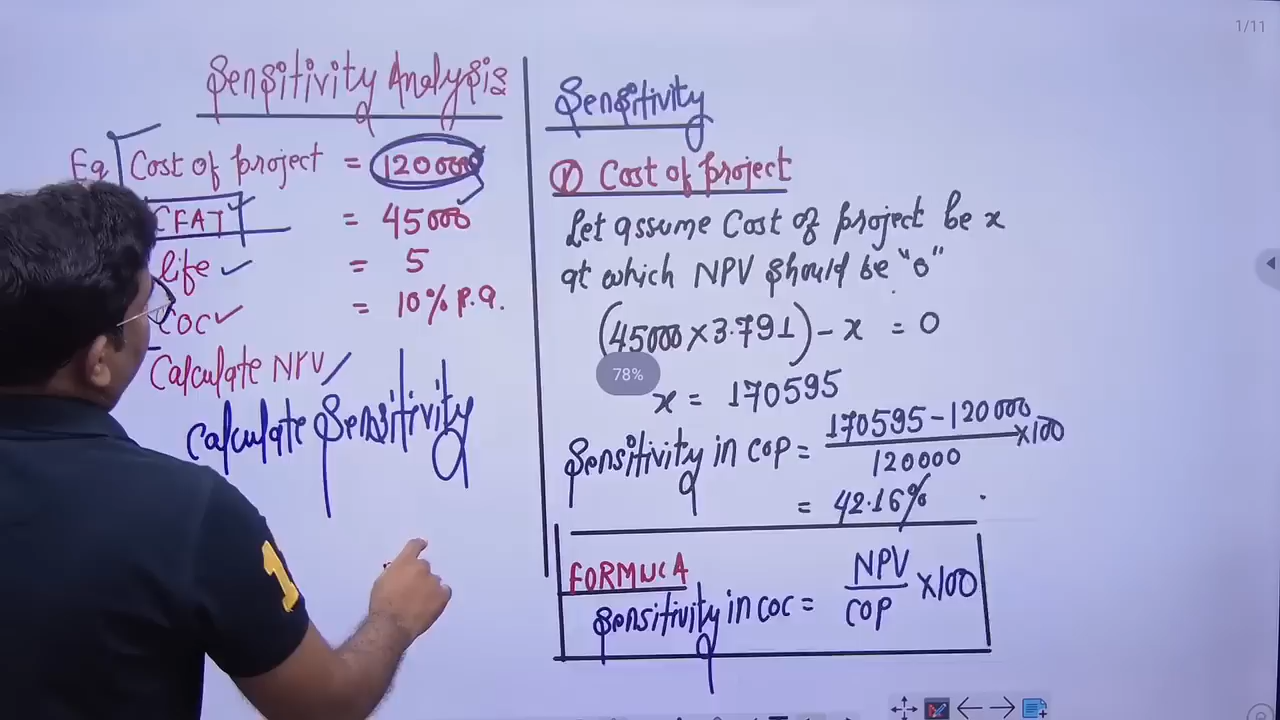 Sensitivity Analysis
Eg Cost of project = 120000
CFAT = 45000
life = 5
COC = 10% P.a.
Calculate NPV
Calculate Sensitivity
1/11
Sensitivity
① Cost of project
Let assume Cost of project be x
at which NPV should be "0"
(45000 × 3.791) - x = 0
78%
x = 170595
Sensitivity in COP = 170595 - 120000 / 120000 × 100
= 42.16%
FORMULA
Sensitivity in COC = NPV / COP × 100
1